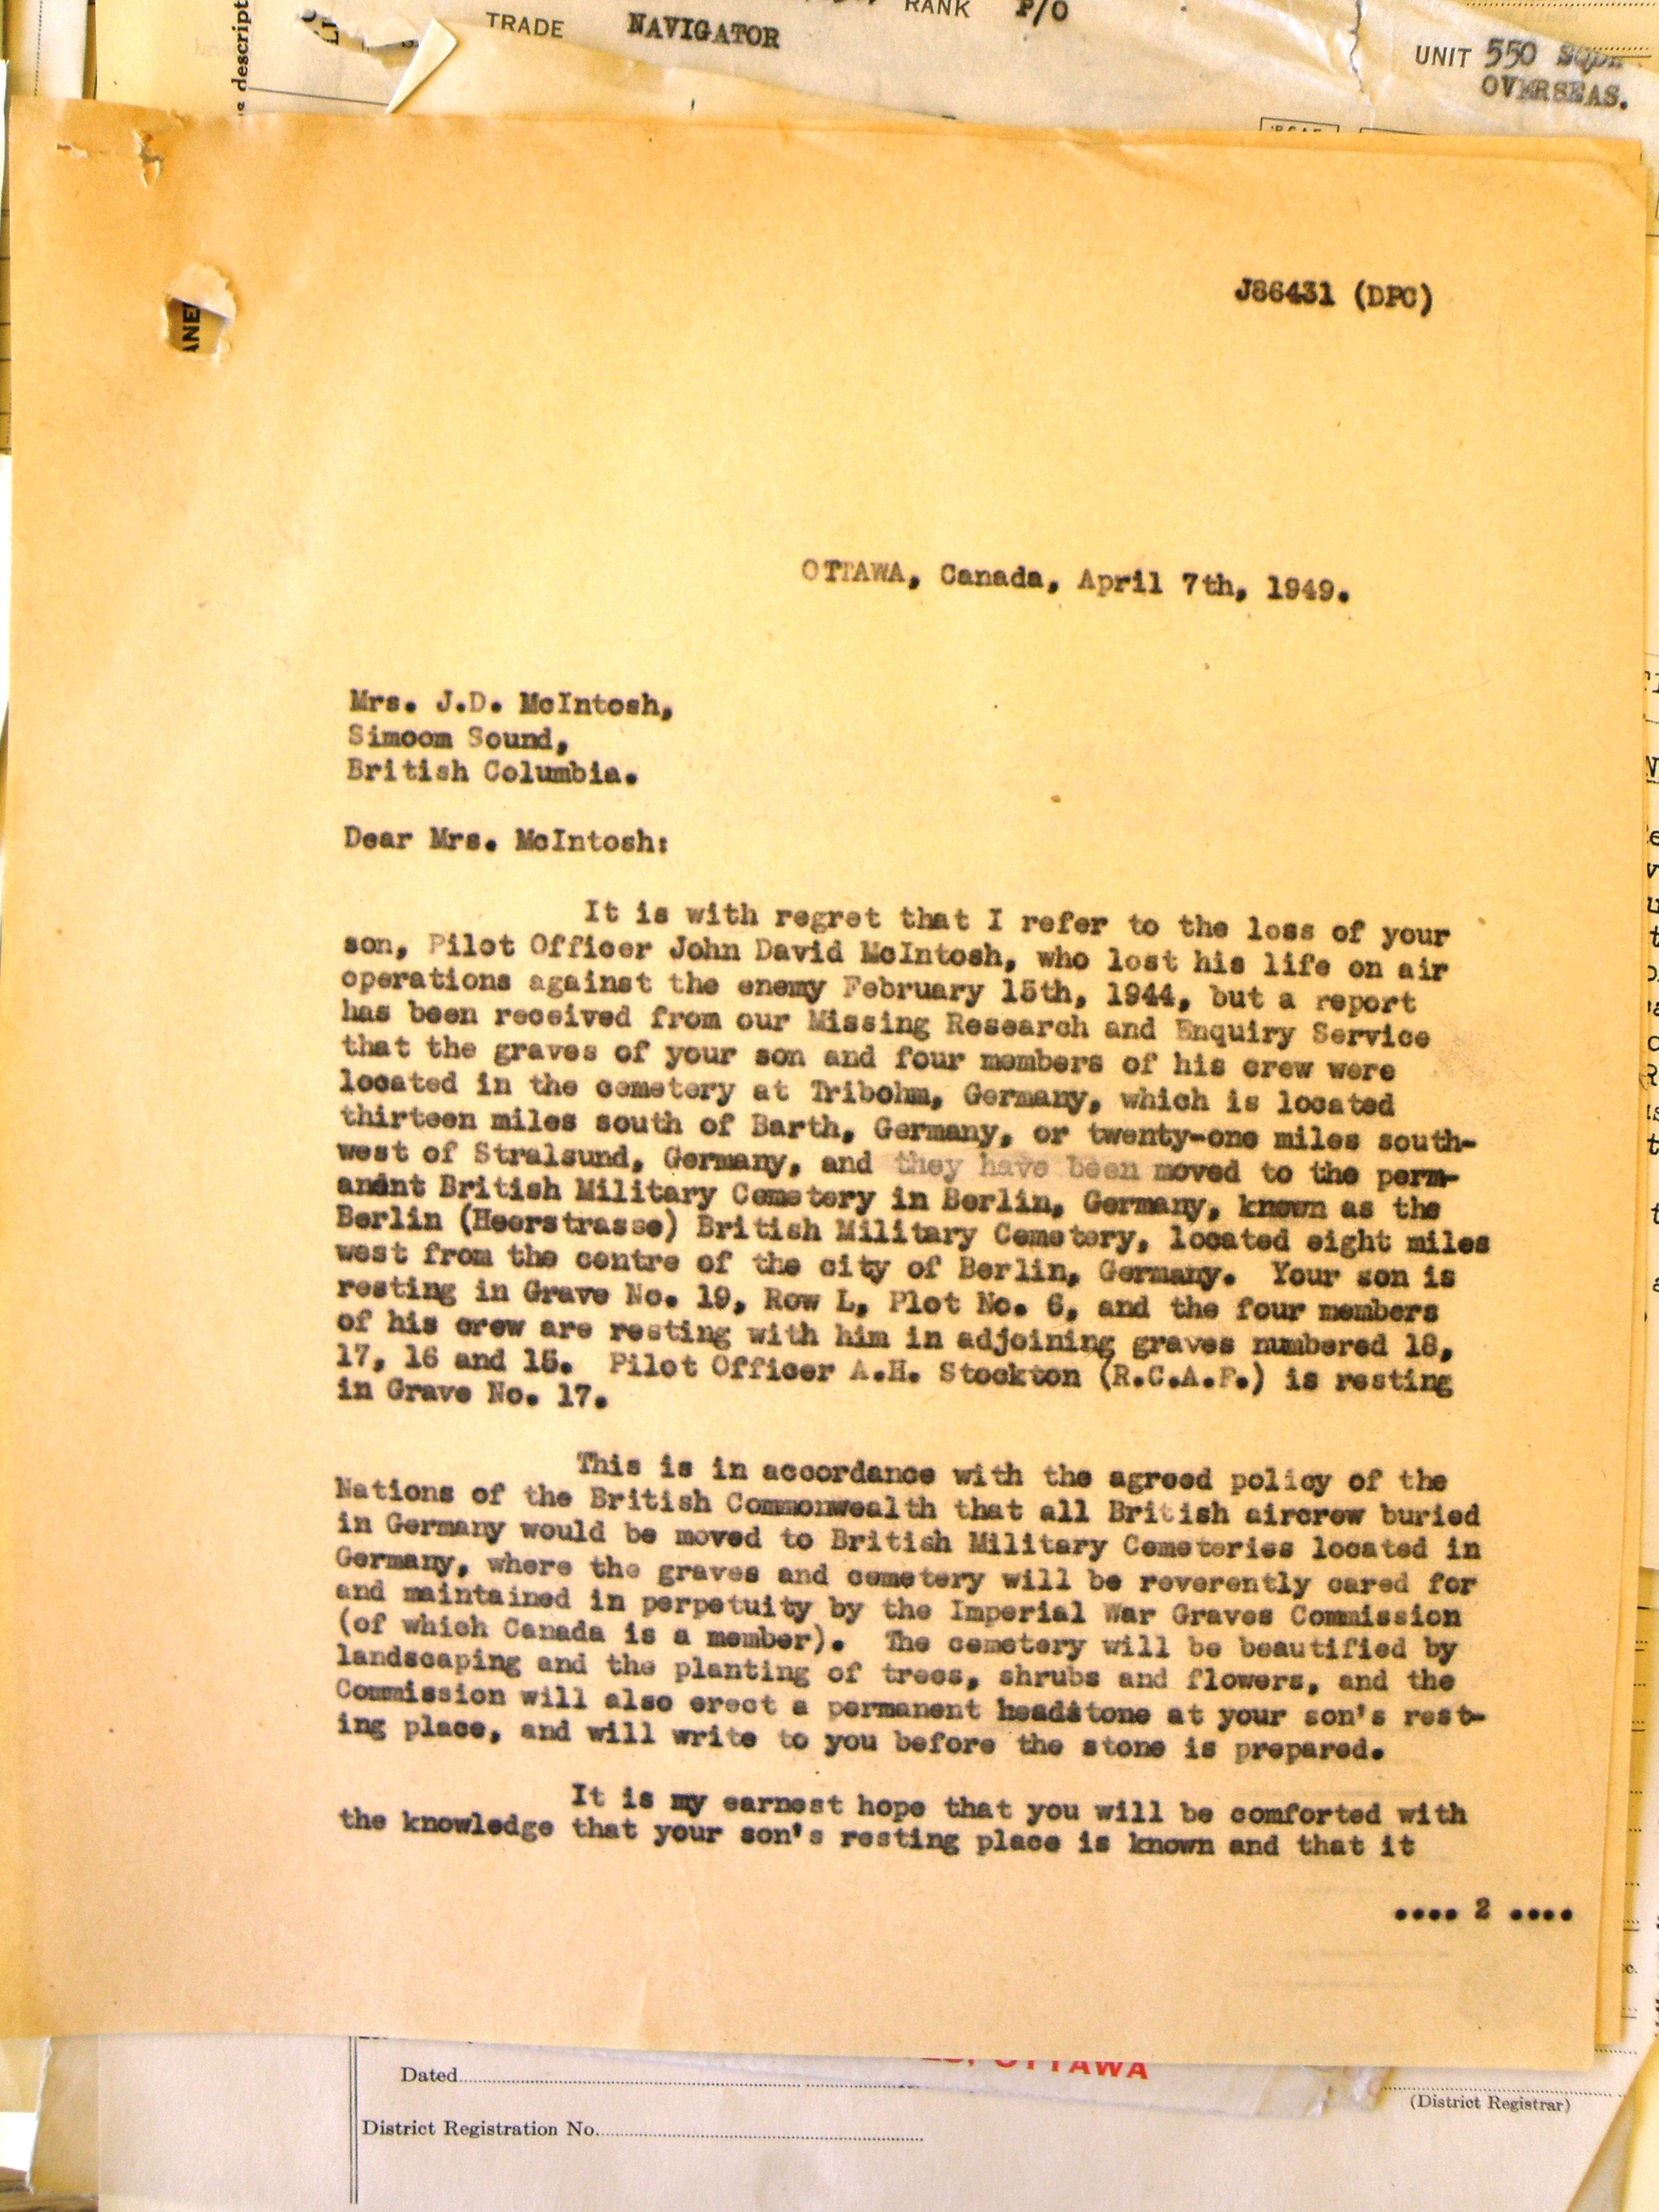 TRADE NAVIGATOR
RANK P/O
UNIT 550 Sqdn
OVERSEAS.
s descript
ANE
J86431 (DPC)
OTTAWA, Canada, April 7th, 1949.
Mrs. J.D. McIntosh,
Simoom Sound,
British Columbia.
Dear Mrs. McIntosh:
It is with regret that I refer to the loss of your
son, Pilot Officer John David McIntosh, who lost his life on air
operations against the enemy February 15th, 1944, but a report
has been received from our Missing Research and Enquiry Service
that the graves of your son and four members of his crew were
located in the cemetery at Tribohm, Germany, which is located
thirteen miles south of Barth, Germany, or twenty-one miles south-
west of Stralsund, Germany, and they have been moved to the perm-
anent British Military Cemetery in Berlin, Germany, known as the
Berlin (Heerstrasse) British Military Cemetery, located eight miles
west from the centre of the city of Berlin, Germany. Your son is
resting in Grave No. 19, Row L, Plot No. 6, and the four members
of his crew are resting with him in adjoining graves numbered 18,
17, 16 and 15. Pilot Officer A.H. Stockton (R.C.A.F.) is resting
in Grave No. 17.
This is in accordance with the agreed policy of the
Nations of the British Commonwealth that all British aircrew buried
in Germany would be moved to British Military Cemeteries located in
Germany, where the graves and cemetery will be reverently cared for
and maintained in perpetuity by the Imperial War Graves Commission
(of which Canada is a member). The cemetery will be beautified by
landscaping and the planting of trees, shrubs and flowers, and the
Commission will also erect a permanent headstone at your son's rest-
ing place, and will write to you before the stone is prepared.
It is my earnest hope that you will be comforted with
the knowledge that your son's resting place is known and that it
.... 2 ....
OTTAWA
Dated
(District Registrar)
District Registration No.